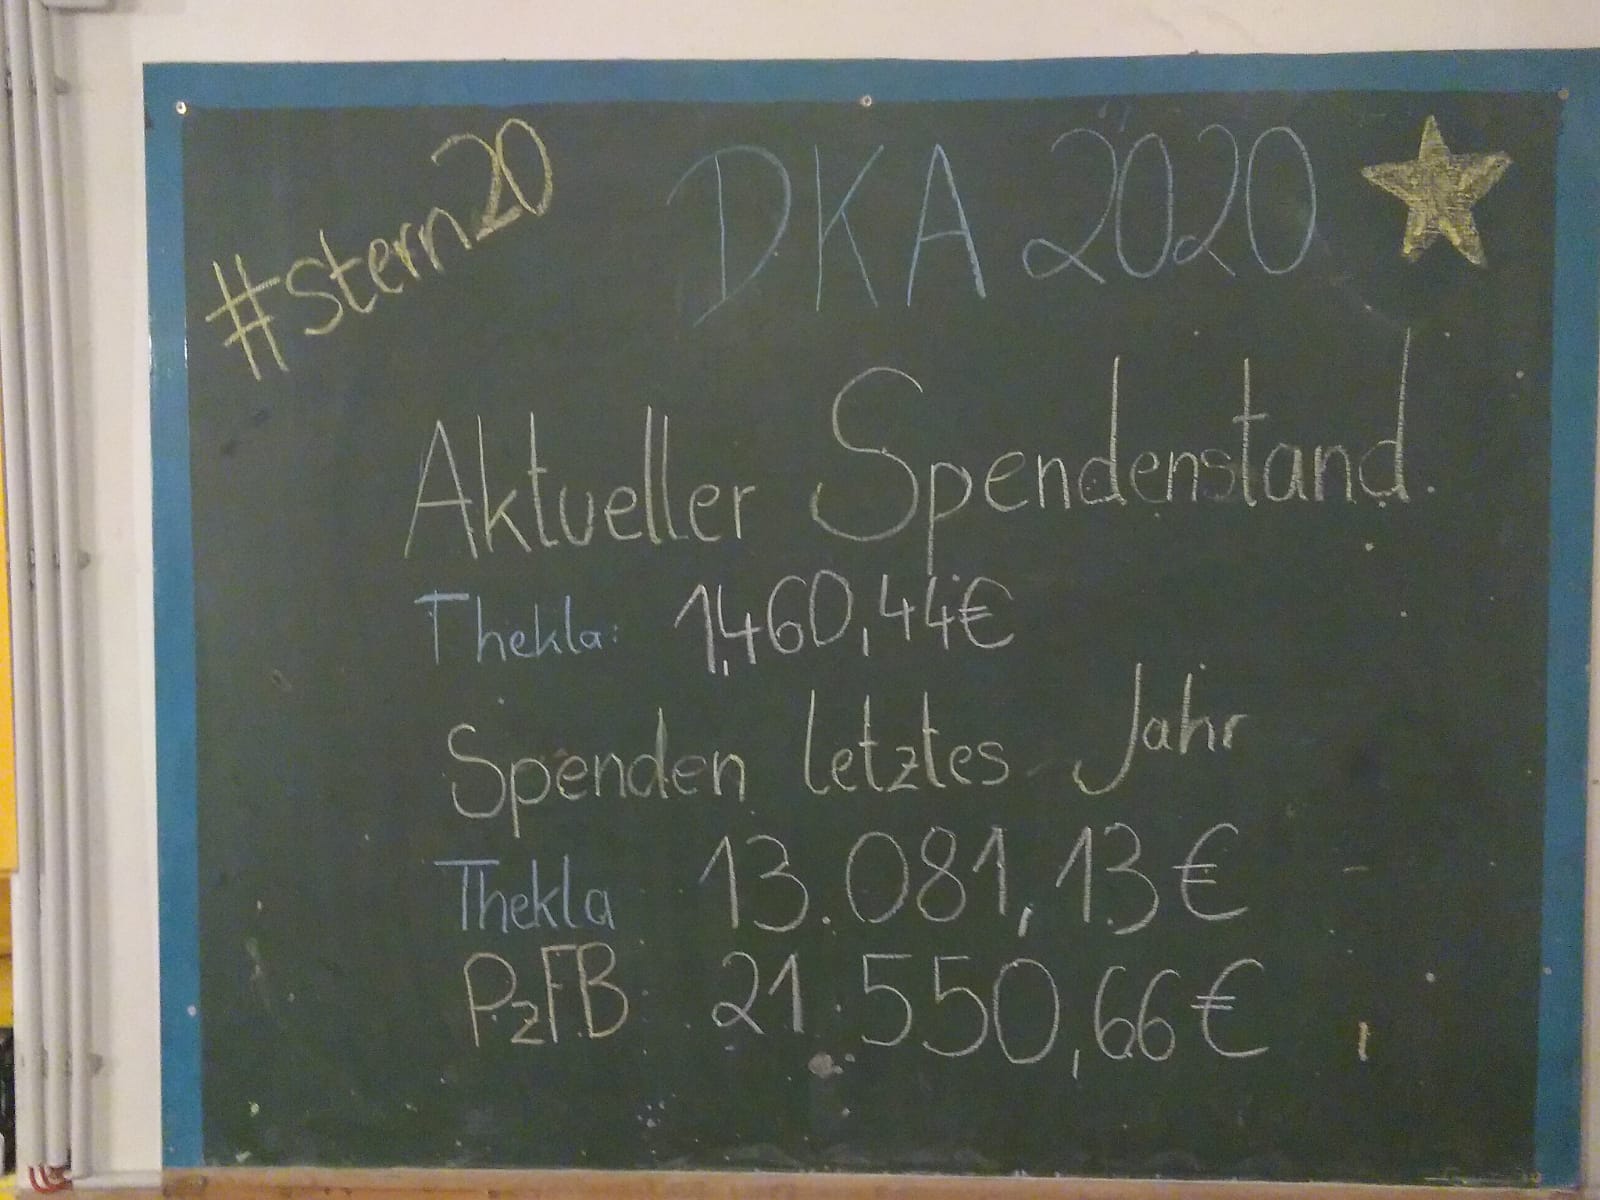 #stern20
DKA 2020
Aktueller Spendenstand
Thekla: 1.460,44€
Spenden letztes Jahr
Thekla 13.081,13€
PzFB 21.550,66€